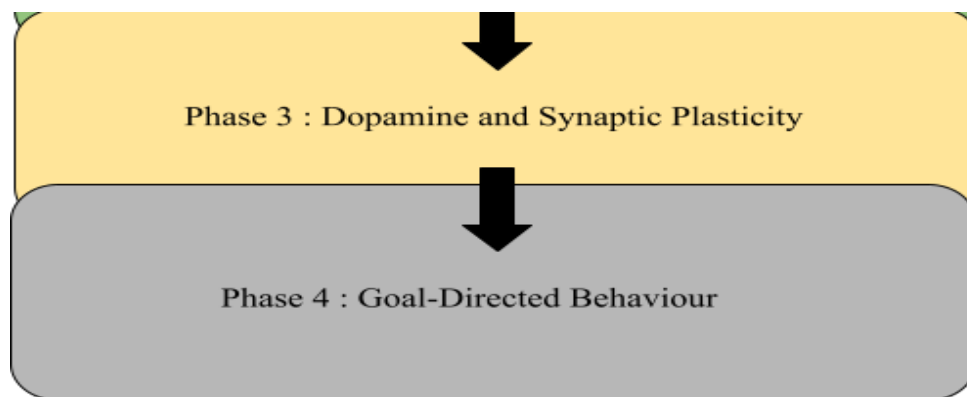 Phase 3 : Dopamine and Synaptic Plasticity
Phase 4 : Goal-Directed Behaviour